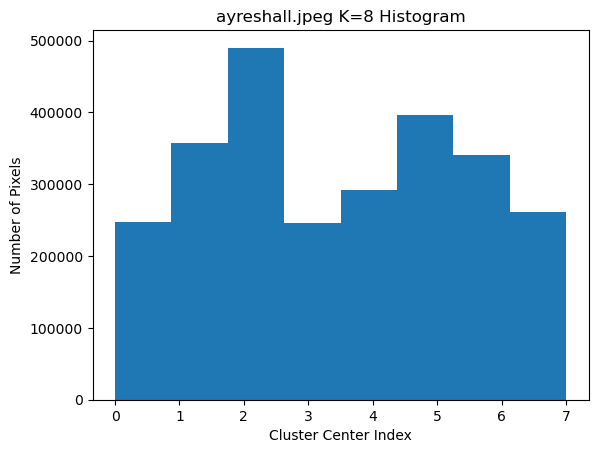 ayreshall.jpeg K=8 Histogram
500000
400000
300000
200000
100000
0
Number of Pixels
0 1 2 3 4 5 6 7
Cluster Center Index